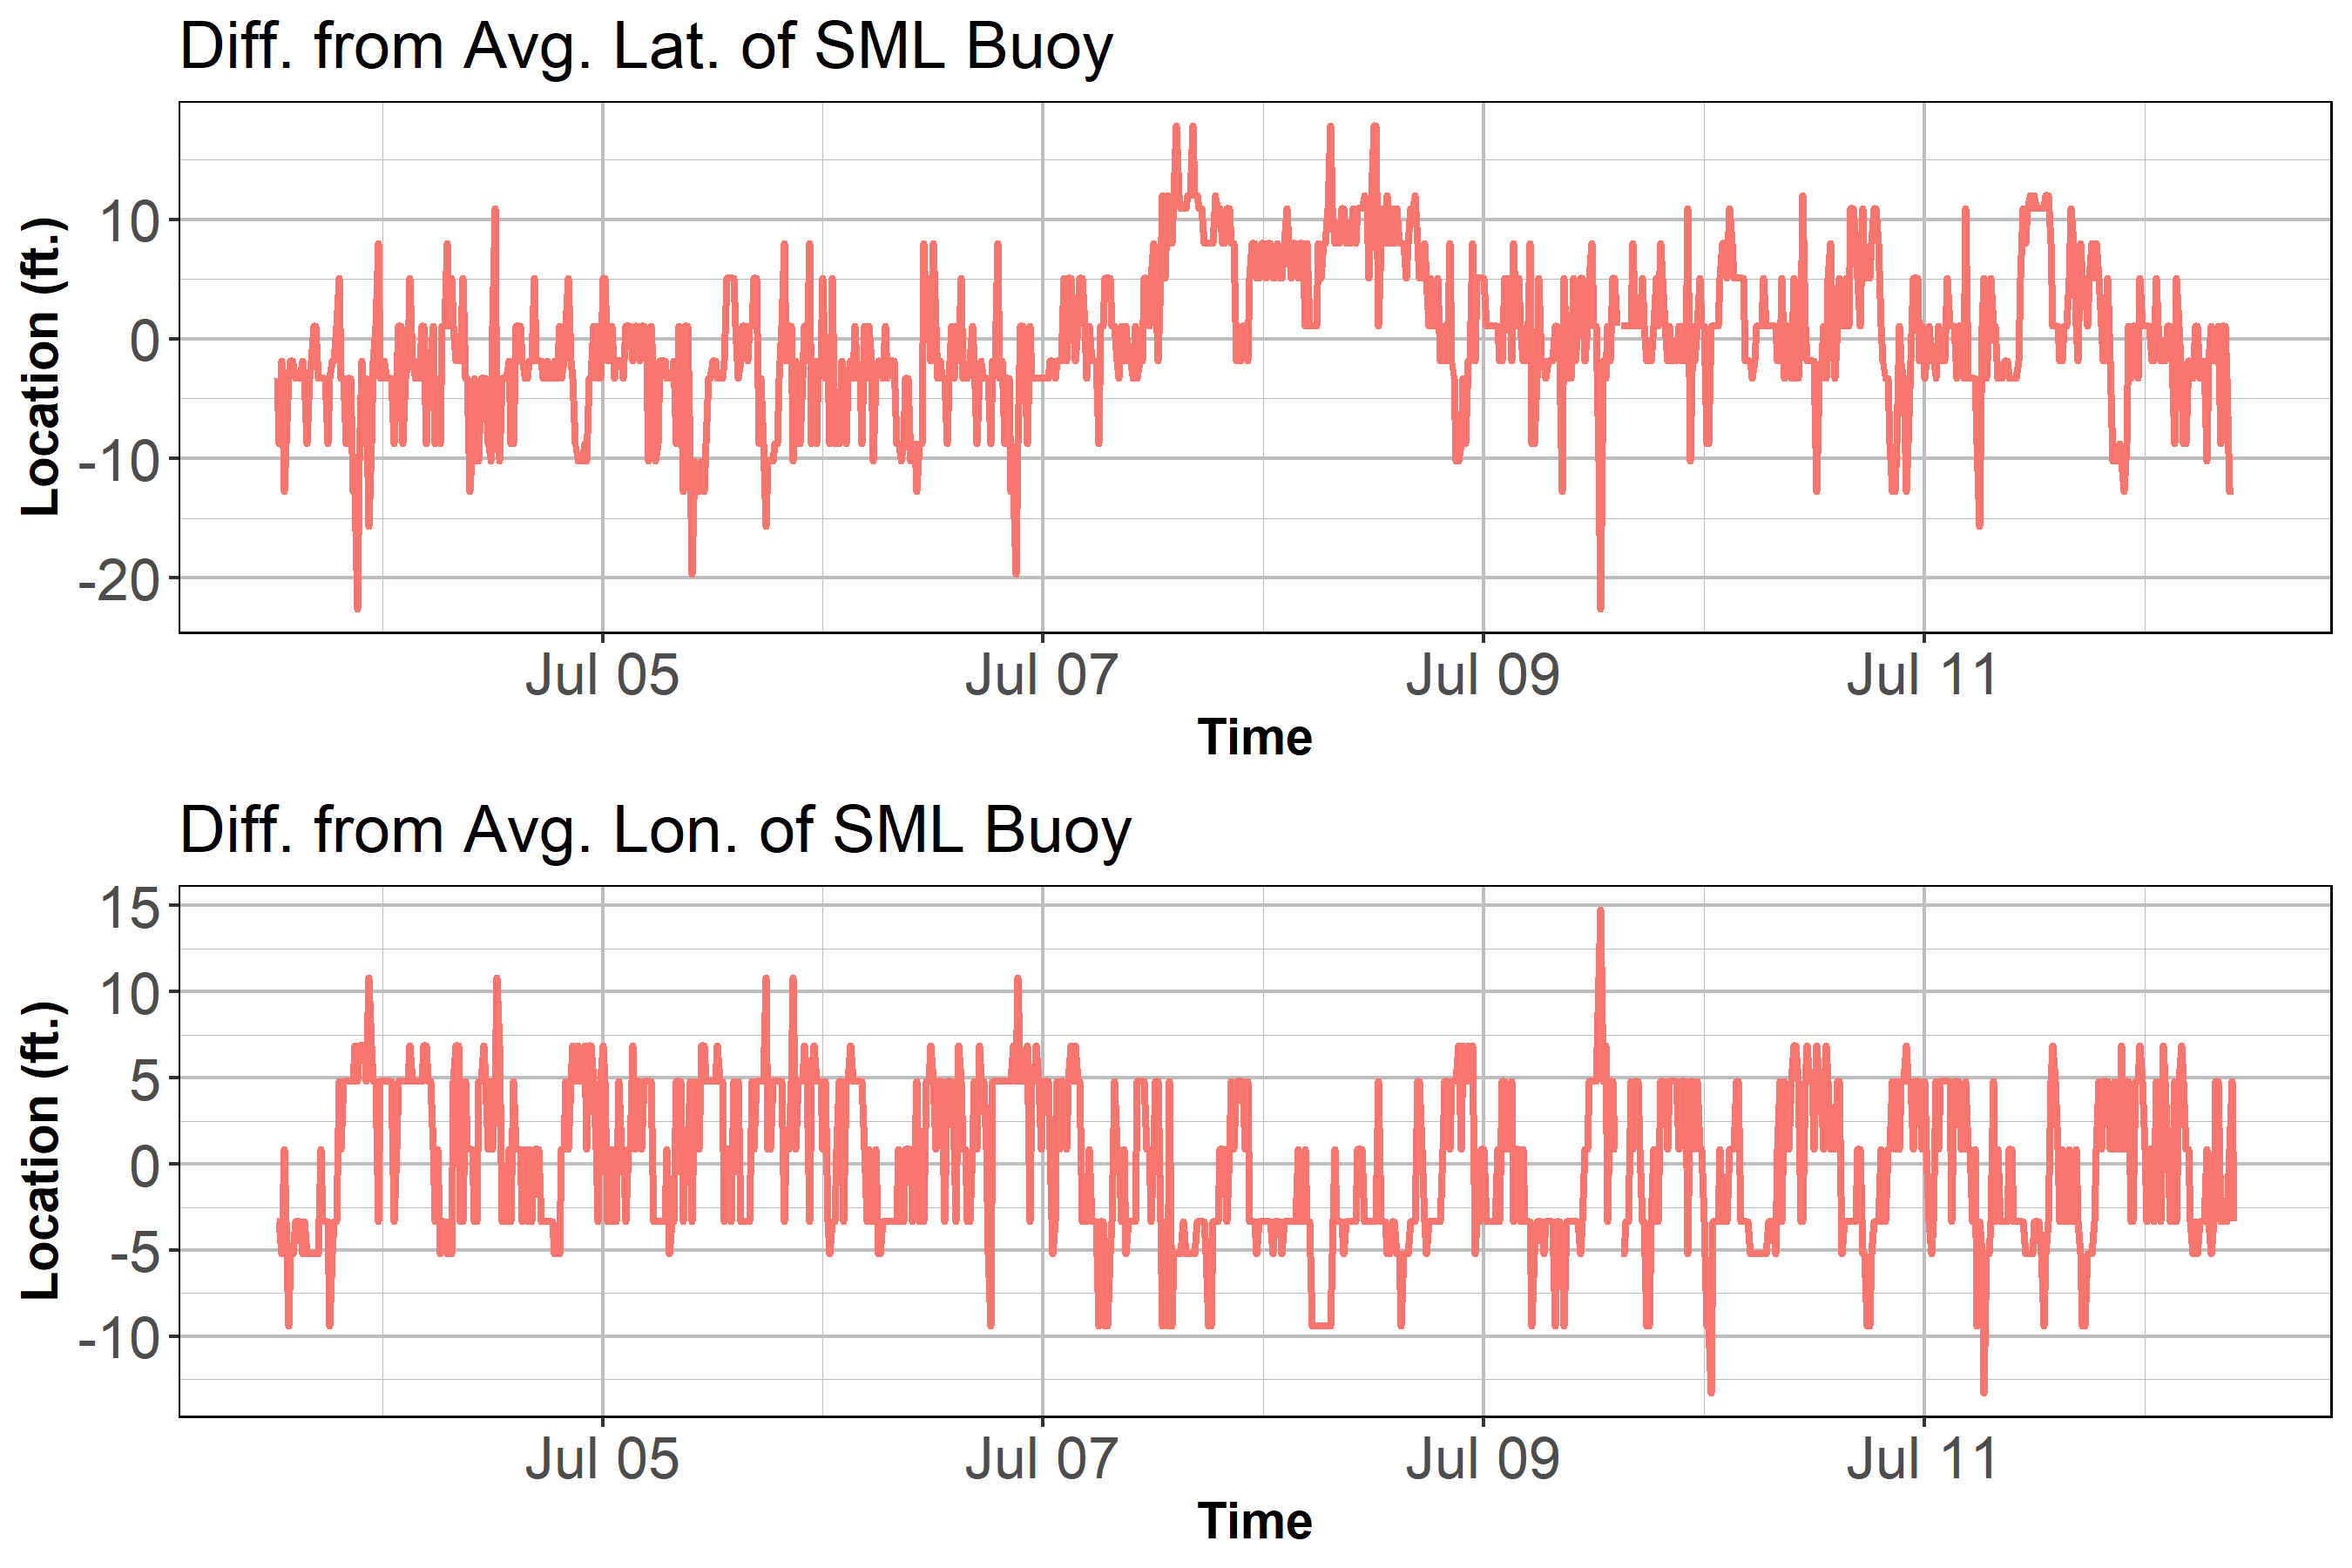 Diff. from Avg. Lat. of SML Buoy
Location (ft.)
10
0
-10
-20
Jul 05 Jul 07 Jul 09 Jul 11
Time
Diff. from Avg. Lon. of SML Buoy
Location (ft.)
15
10
5
0
-5
-10
Jul 05 Jul 07 Jul 09 Jul 11
Time